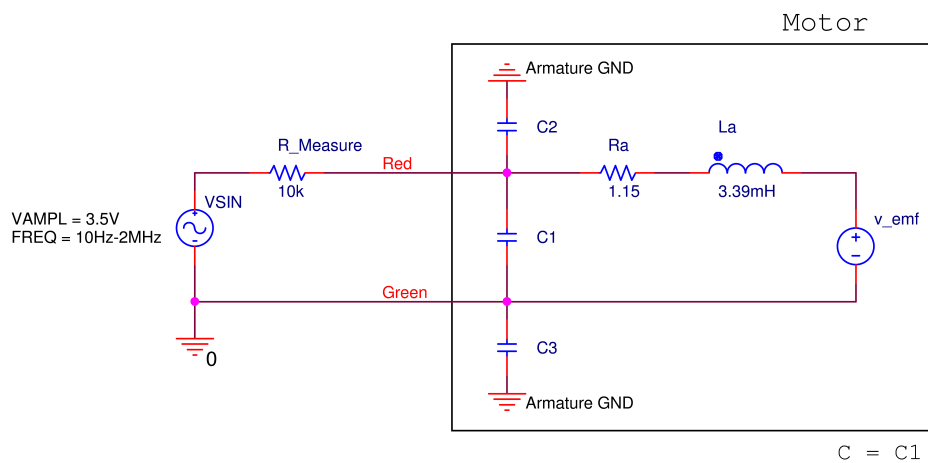 Motor
Armature GND
C2
La
R_Measure
Ra
Red
10k
1.15
3.39mH
VSIN
VAMPL = 3.5V
FREQ = 10Hz-2MHz
v_emf
C1
Green
C3
0
Armature GND
C = C1